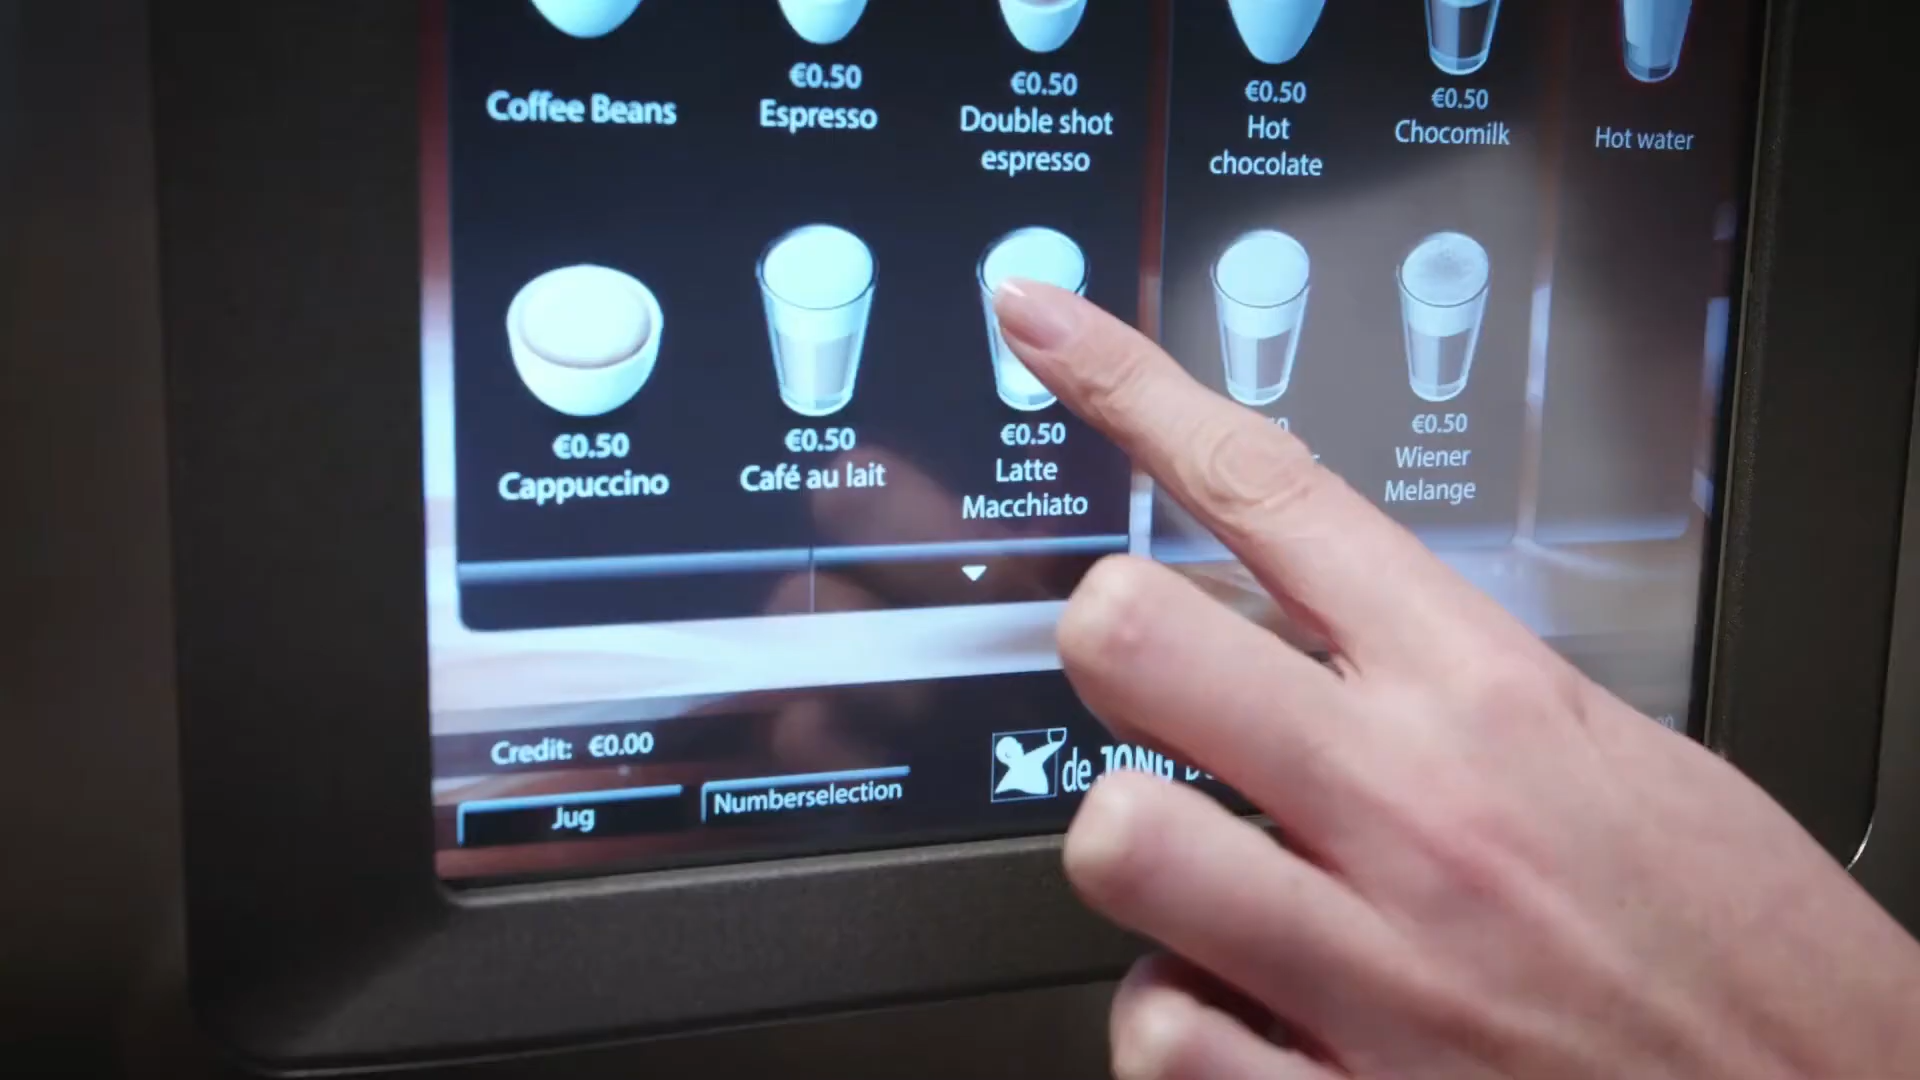 Coffee Beans
€0.50
Espresso
€0.50
Double shot
espresso
€0.50
Hot
chocolate
€0.50
Chocomilk
Hot water
€0.50
Cappuccino
€0.50
Café au lait
€0.50
Latte
Macchiato
€0.50
Wiener
Melange
Credit: €0.00
Jug
Numberselection
de JONG